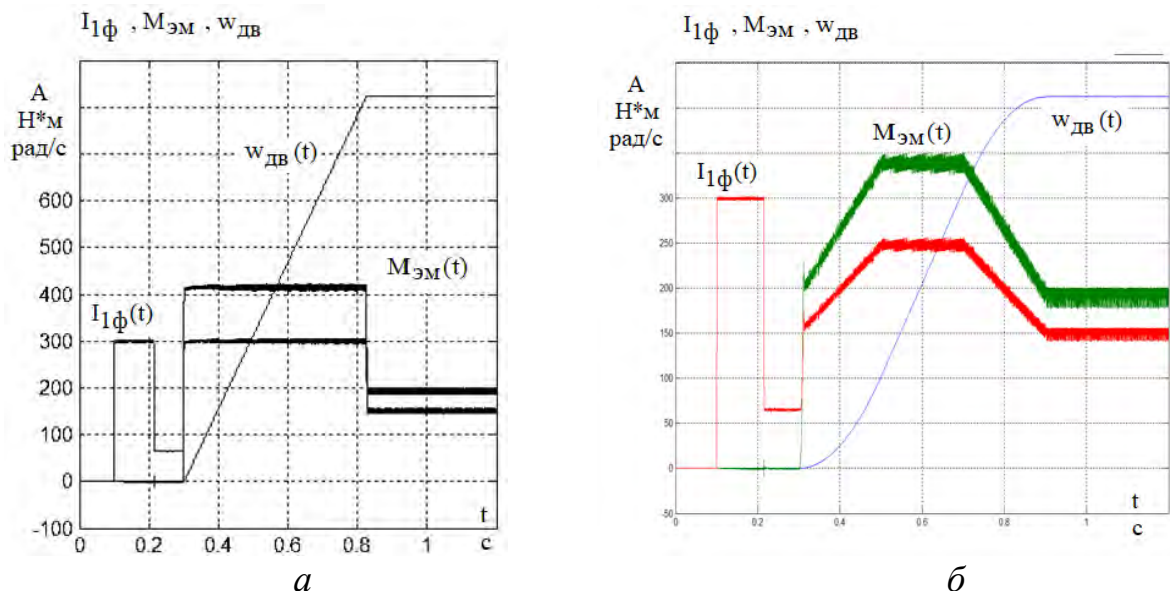 I1ф , Mэм , wдв
А
Н*м
рад/с
600
500
400
300
200
100
0
-100
wдв(t)
Mэм(t)
I1ф(t)
0 0.2 0.4 0.6 0.8 1
t
с
а
I1ф , Mэм , wдв
А
Н*м
рад/с
300
250
200
150
100
50
0
-50
I1ф(t)
Mэм(t)
wдв(t)
0 0.2 0.4 0.6 0.8 1
t
с
б